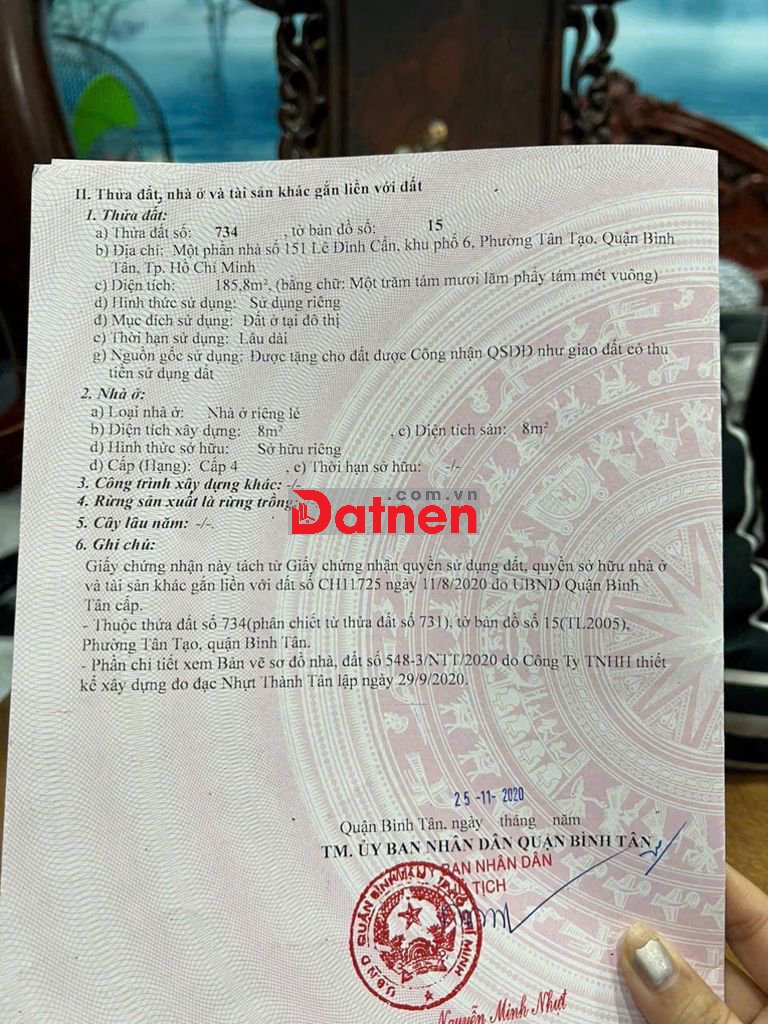 II. Thửa đất, nhà ở và tài sản khác gắn liền với đất
1. Thửa đất:
a) Thửa đất số: 734 , tờ bản đồ số: 15
b) Địa chỉ: Một phần nhà số 151 Lê Đình Cẩn, khu phố 6, Phường Tân Tạo, Quận Bình
Tân, Tp. Hồ Chí Minh
c) Diện tích: 185,8m², (bằng chữ: Một trăm tám mươi lăm phẩy tám mét vuông)
d) Hình thức sử dụng: Sử dụng riêng
đ) Mục đích sử dụng: Đất ở tại đô thị
e) Thời hạn sử dụng: Lâu dài
g) Nguồn gốc sử dụng: Được tặng cho đất được Công nhận QSDĐ như giao đất có thu
tiền sử dụng đất
2. Nhà ở:
a) Loại nhà ở: Nhà ở riêng lẻ
b) Diện tích xây dựng: 8m² , c) Diện tích sàn: 8m²
d) Hình thức sở hữu: Sở hữu riêng
đ) Cấp (Hạng): Cấp 4 , e) Thời hạn sở hữu: -/-
3. Công trình xây dựng khác: -/-
4. Rừng sản xuất là rừng trồng:
5. Cây lâu năm: -/-
Datnen.com.vn
6. Ghi chú:
Giấy chứng nhận này tách từ Giấy chứng nhận quyền sử dụng đất, quyền sở hữu nhà ở
và tài sản khác gắn liền với đất số CH11725 ngày 11/8/2020 do UBND Quận Bình
Tân cấp.
- Thuộc thửa đất số 734(phân chiết từ thửa đất số 731), tờ bản đồ số 15(TL2005),
Phường Tân Tạo, quận Bình Tân.
- Phần chi tiết xem Bản vẽ sơ đồ nhà, đất số 548-3/NTT/2020 do Công Ty TNHH thiết
kế xây dựng đo đạc Nhựt Thành Tân lập ngày 29/9/2020.
25-11-2020
Quận Bình Tân, ngày tháng năm
TM. ỦY BAN NHÂN DÂN QUẬN BÌNH TÂN
BAN NHÂN DÂN
TỊCH
U.B.N.D QUẬN BÌNH
Nguyễn Minh Nhựt